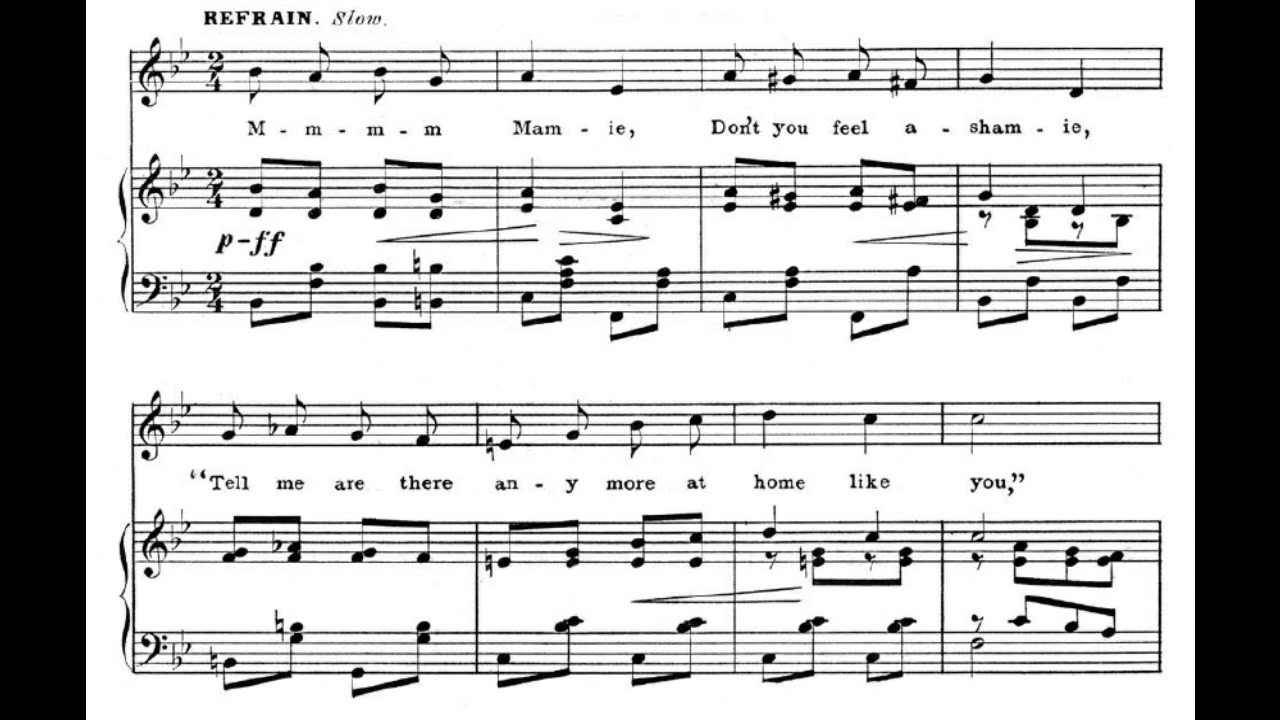 REFRAIN. Slow.
M - m - m - m Mam - ie, Don't you feel a - sham - ie,
p-ff
"Tell me are there an - y more at home like you,"